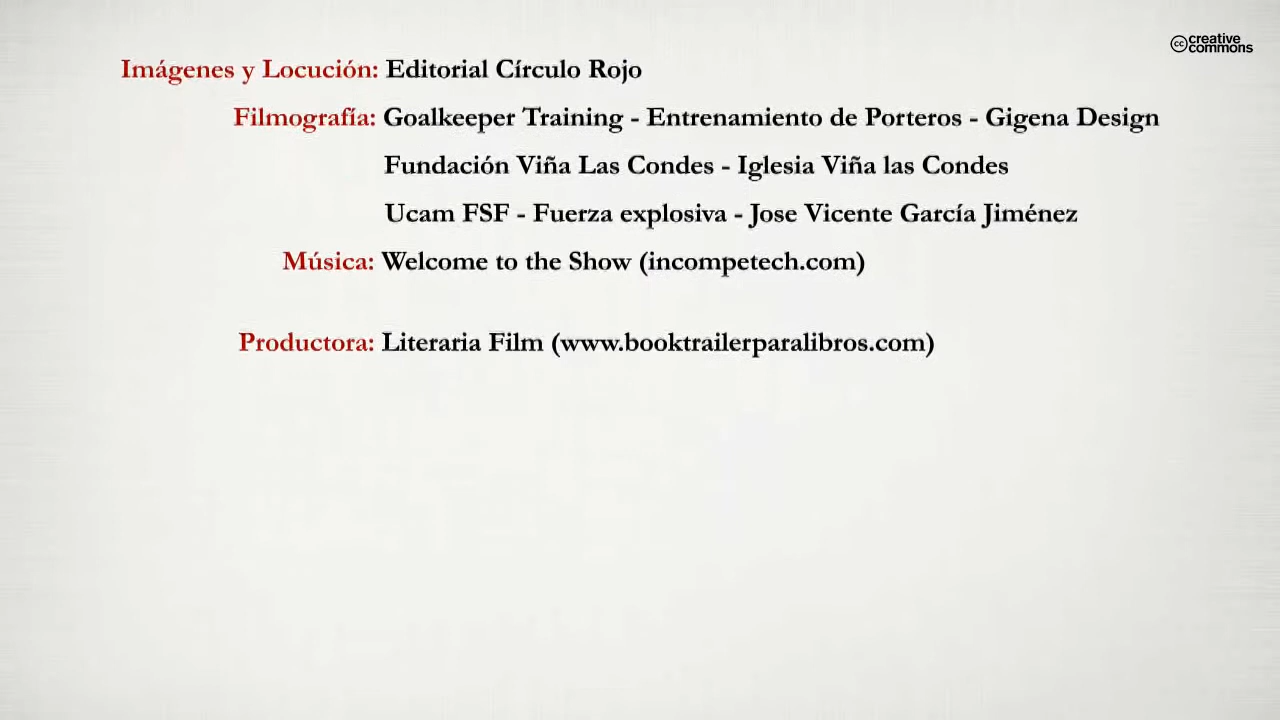 creative
commons
Imágenes y Locución: Editorial Círculo Rojo
Filmografía: Goalkeeper Training - Entrenamiento de Porteros - Gigena Design
Fundación Viña Las Condes - Iglesia Viña las Condes
Ucam FSF - Fuerza explosiva - Jose Vicente García Jiménez
Música: Welcome to the Show (incompetech.com)
Productora: Literaria Film (www.booktrailerparalibros.com)